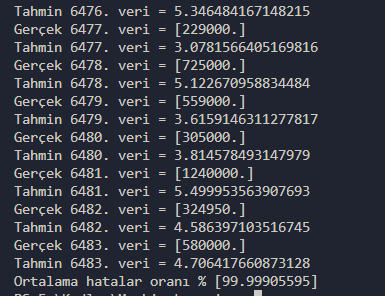 Tahmin 6476. veri = 5.346484167148215
Gerçek 6477. veri = [229000.]
Tahmin 6477. veri = 3.0781566405169816
Gerçek 6478. veri = [725000.]
Tahmin 6478. veri = 5.122670958834484
Gerçek 6479. veri = [559000.]
Tahmin 6479. veri = 3.6159146311277817
Gerçek 6480. veri = [305000.]
Tahmin 6480. veri = 3.814578493147979
Gerçek 6481. veri = [1240000.]
Tahmin 6481. veri = 5.499953563907693
Gerçek 6482. veri = [324950.]
Tahmin 6482. veri = 4.586397103516745
Gerçek 6483. veri = [580000.]
Tahmin 6483. veri = 4.706417660873128
Ortalama hatalar oranı % [99.99905595]